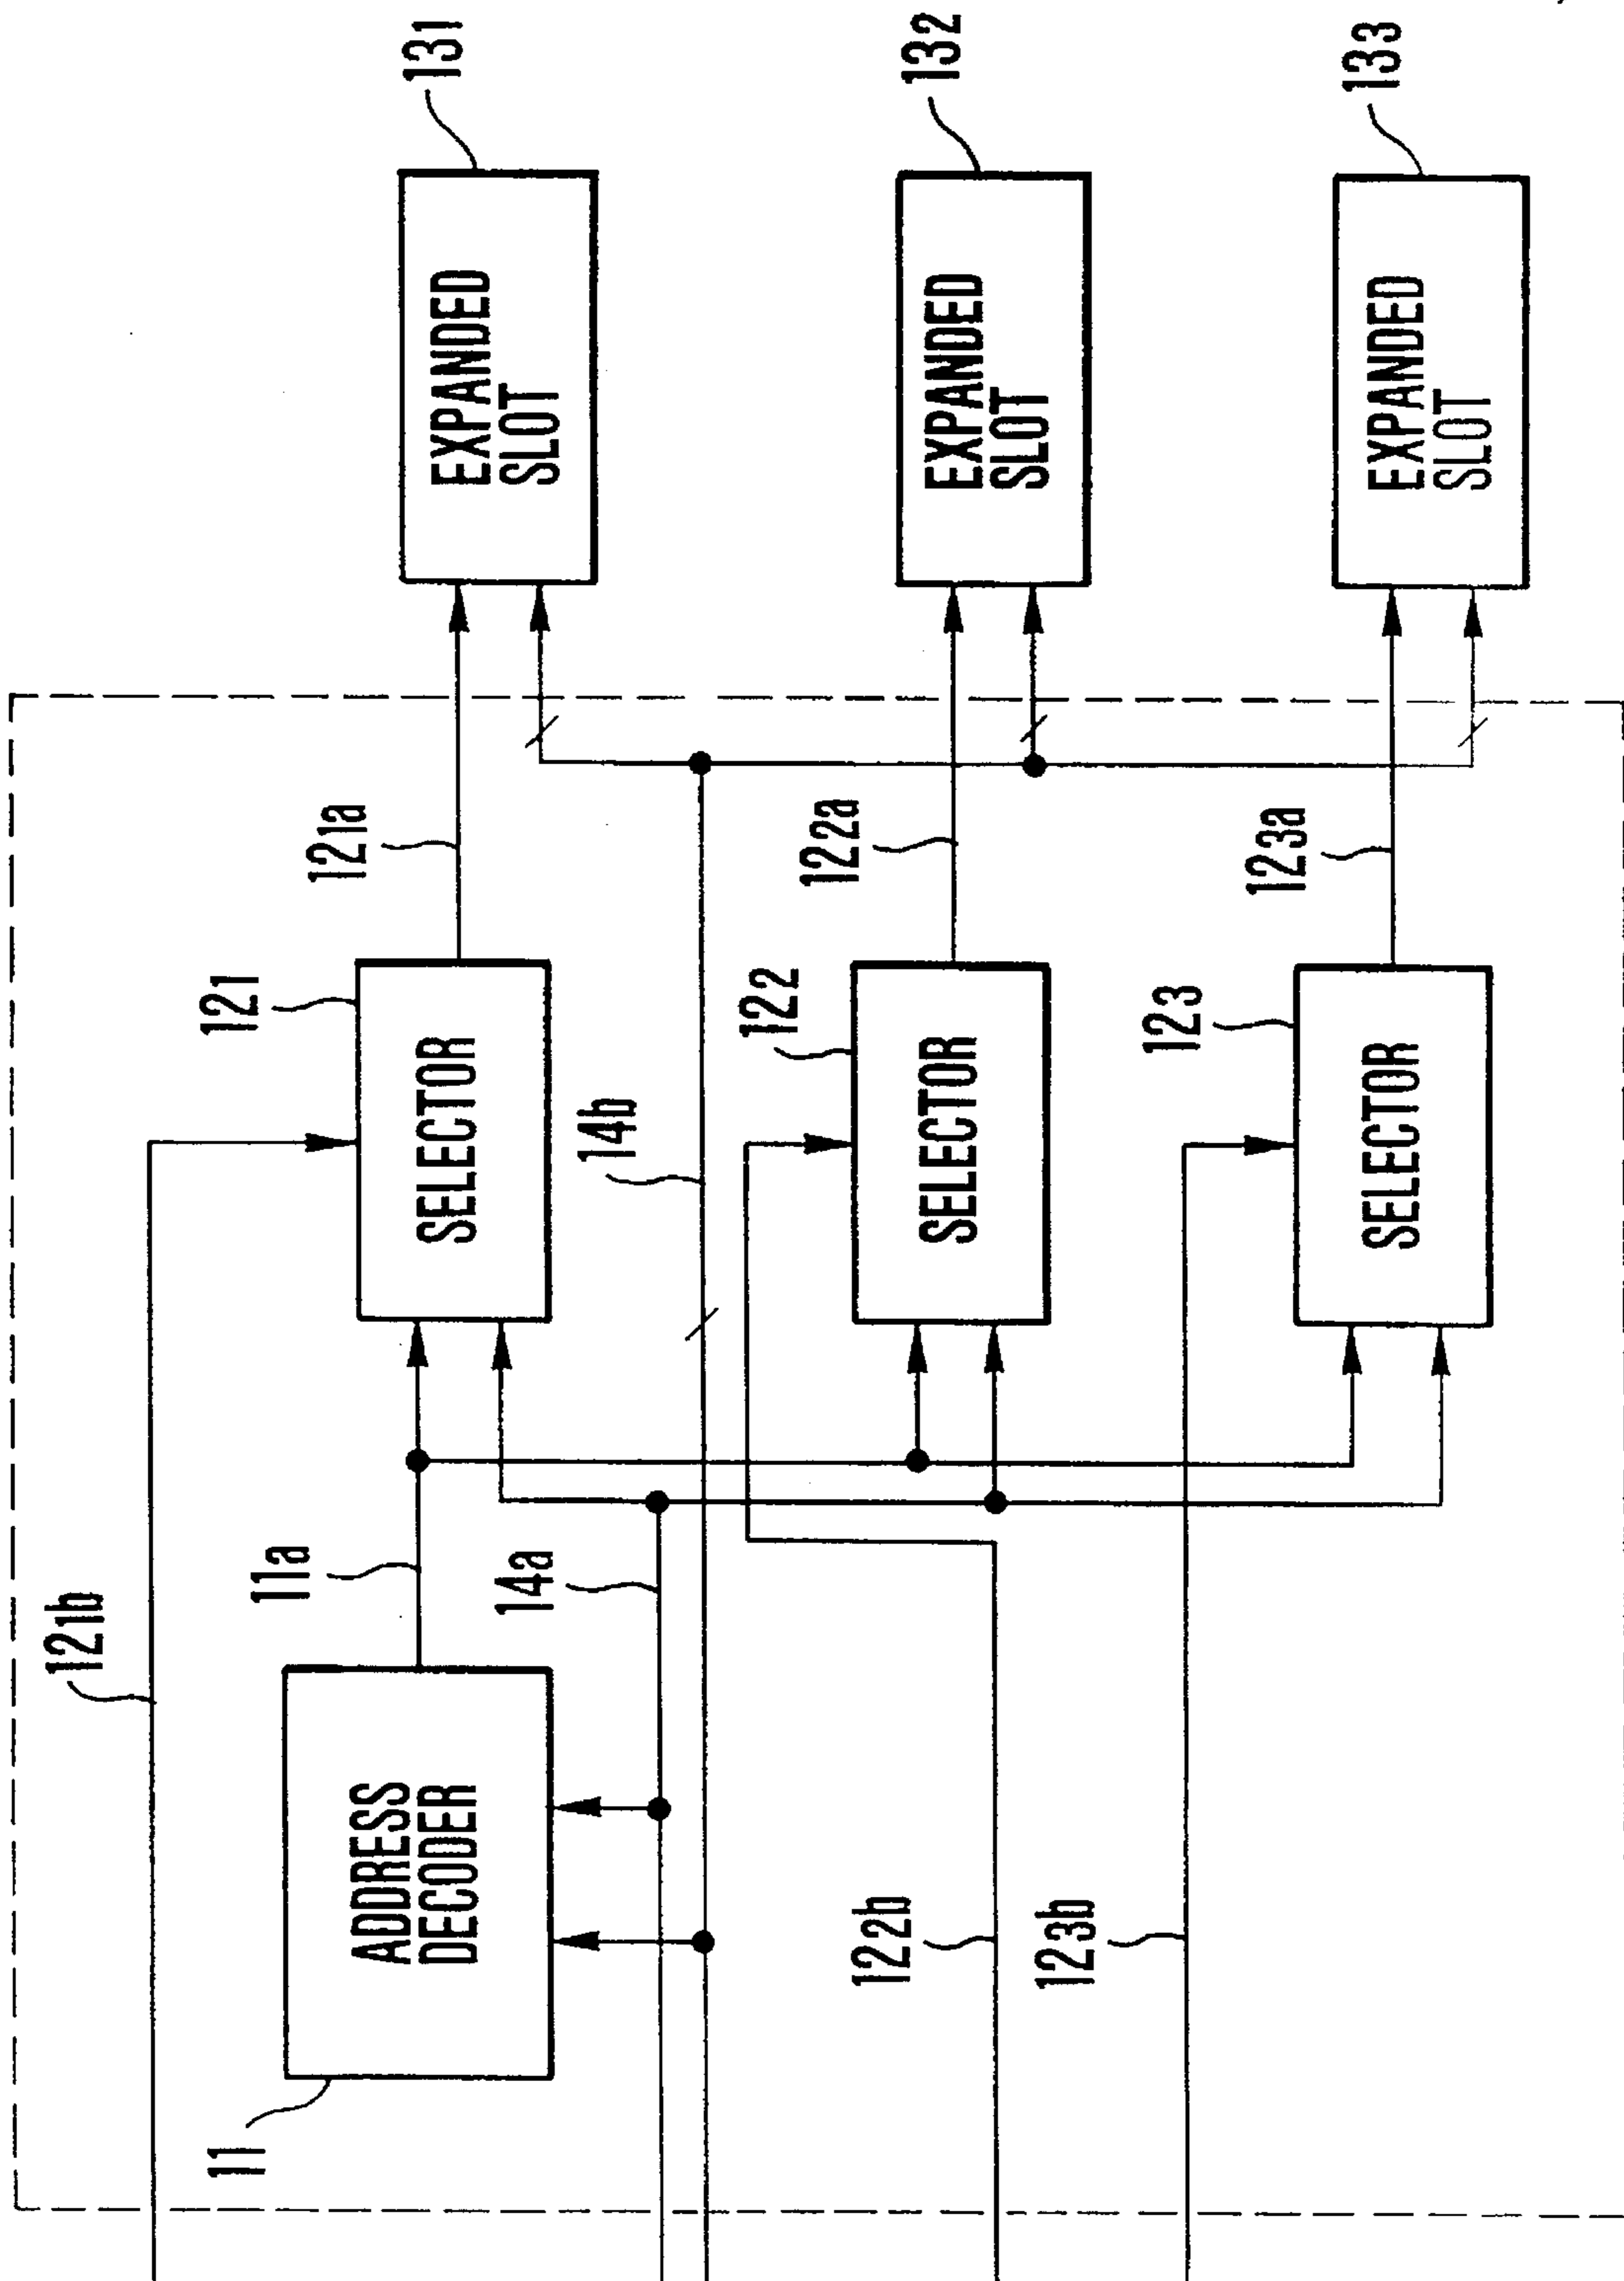 121b
11
ADDRESS
DECODER
11a
14a
122b
123b
121
SELECTOR
121a
14b
122
SELECTOR
122a
123
SELECTOR
123a
131
EXPANDED
SLOT
132
EXPANDED
SLOT
133
EXPANDED
SLOT